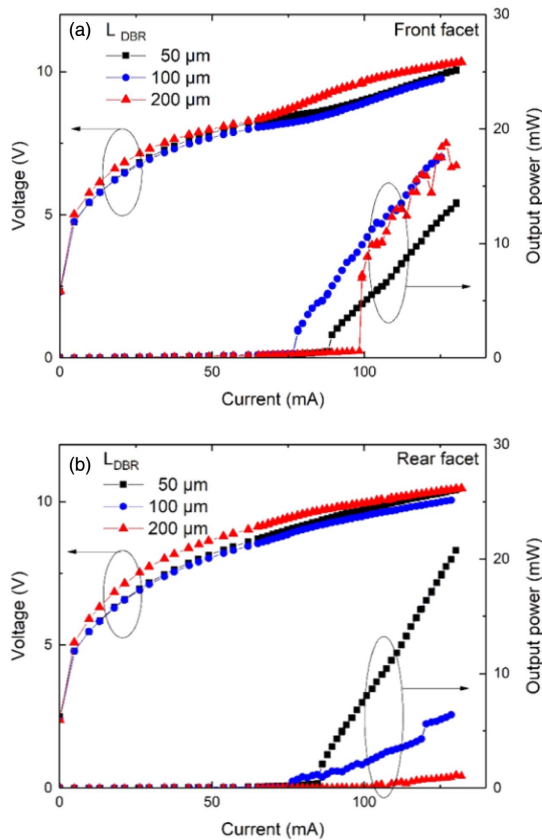 (a)
L DBR
Front facet
50 µm
100 µm
200 µm
10
5
0
Voltage (V)
30
20
10
0
Output power (mW)
0
50
100
Current (mA)
(b)
LDBR
Rear facet
50 µm
100 µm
200 µm
10
5
0
Voltage (V)
30
20
10
0
Output power (mW)
0
50
100
Current (mA)